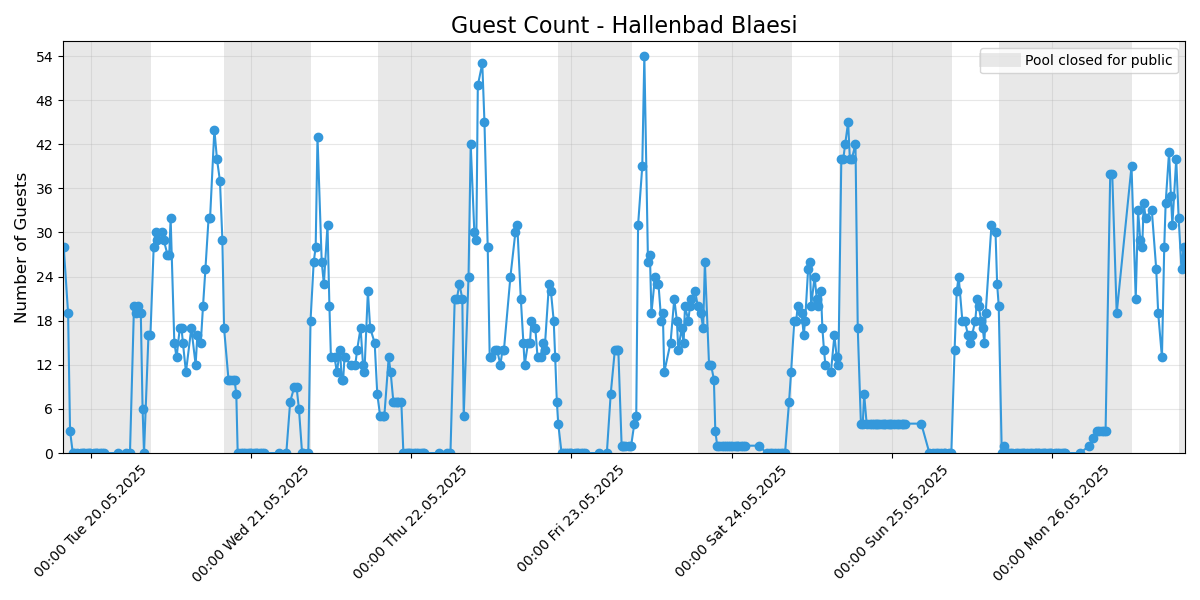 Guest Count - Hallenbad Blaesi
Pool closed for public
Number of Guests
54
48
42
36
30
24
18
12
6
0
00:00 Tue 20.05.2025
00:00 Wed 21.05.2025
00:00 Thu 22.05.2025
00:00 Fri 23.05.2025
00:00 Sat 24.05.2025
00:00 Sun 25.05.2025
00:00 Mon 26.05.2025